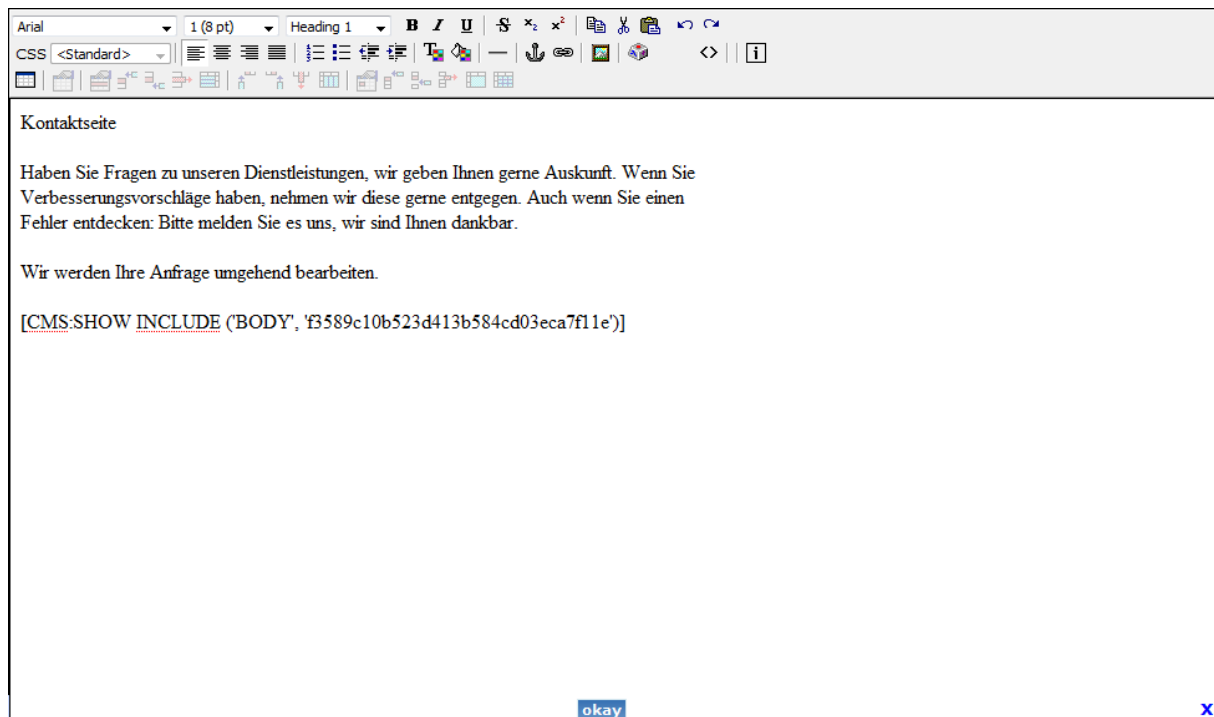 Arial 1 (8 pt) Heading 1 B I U S x₂ x²
CSS <Standard> T <> i
Kontaktseite
Haben Sie Fragen zu unseren Dienstleistungen, wir geben Ihnen gerne Auskunft. Wenn Sie
Verbesserungsvorschläge haben, nehmen wir diese gerne entgegen. Auch wenn Sie einen
Fehler entdecken: Bitte melden Sie es uns, wir sind Ihnen dankbar.
Wir werden Ihre Anfrage umgehend bearbeiten.
[CMS:SHOW INCLUDE ('BODY', 'f3589c10b523d413b584cd03eca7f11e')]
okay x